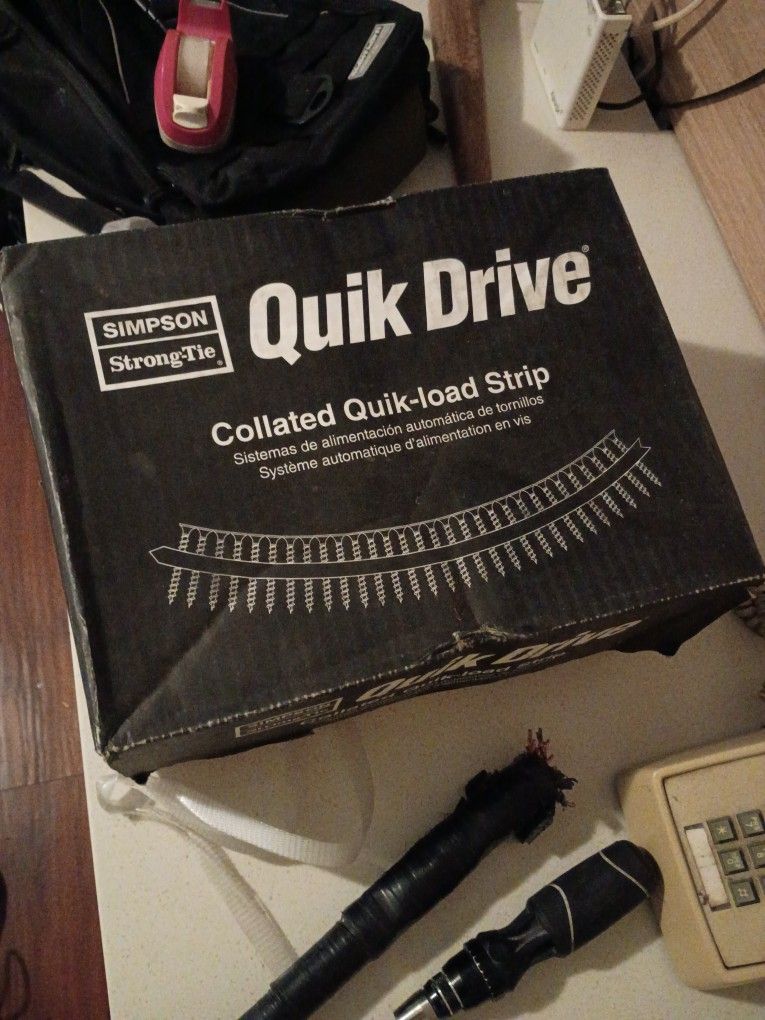 SIMPSON
Strong-Tie®
Quik Drive®
Collated Quik-load Strip
Sistemas de alimentación automática de tornillos
Système automatique d'alimentation en vis
Quik Drive
SIMPSON
*
#